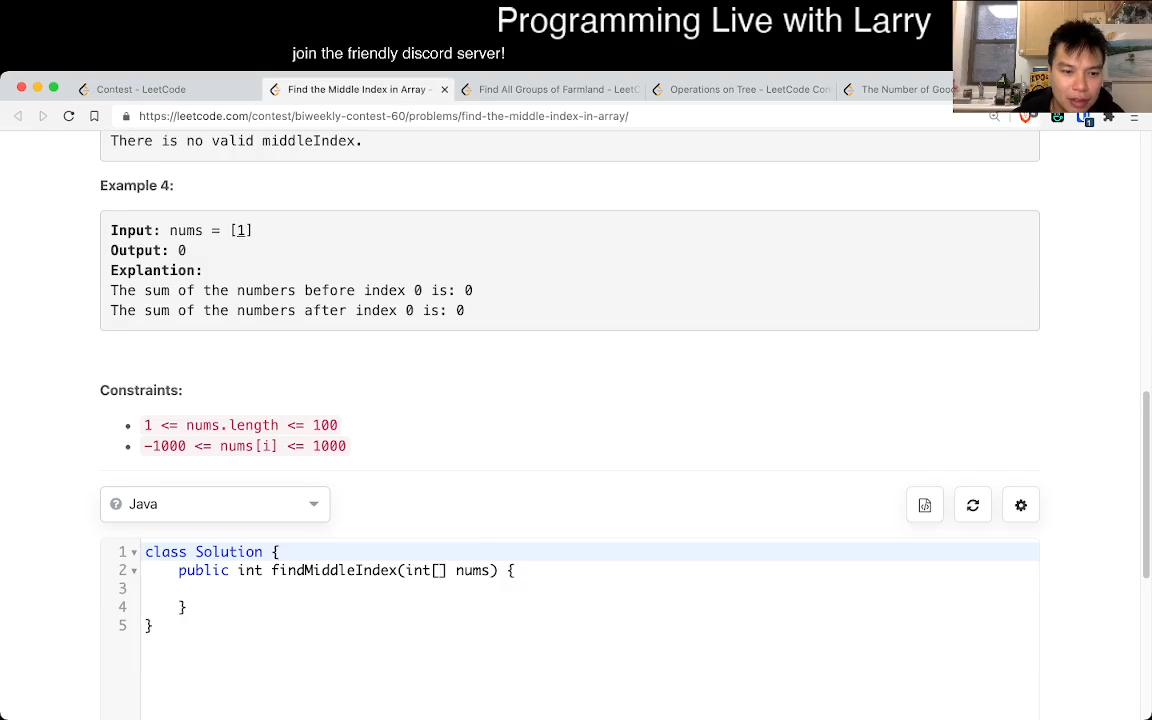 Programming Live with Larry
join the friendly discord server!
Contest - LeetCode
Find the Middle Index in Array -
Find All Groups of Farmland - LeetC
Operations on Tree - LeetCode Con
The Number of Good
https://leetcode.com/contest/biweekly-contest-60/problems/find-the-middle-index-in-array/
1
There is no valid middleIndex.
Example 4:
Input: nums = [1]
Output: 0
Explantion:
The sum of the numbers before index 0 is: 0
The sum of the numbers after index 0 is: 0
Constraints:
1 <= nums.length <= 100
-1000 <= nums[i] <= 1000
Java
1 class Solution {
2 public int findMiddleIndex(int[] nums) {
3
4 }
5 }